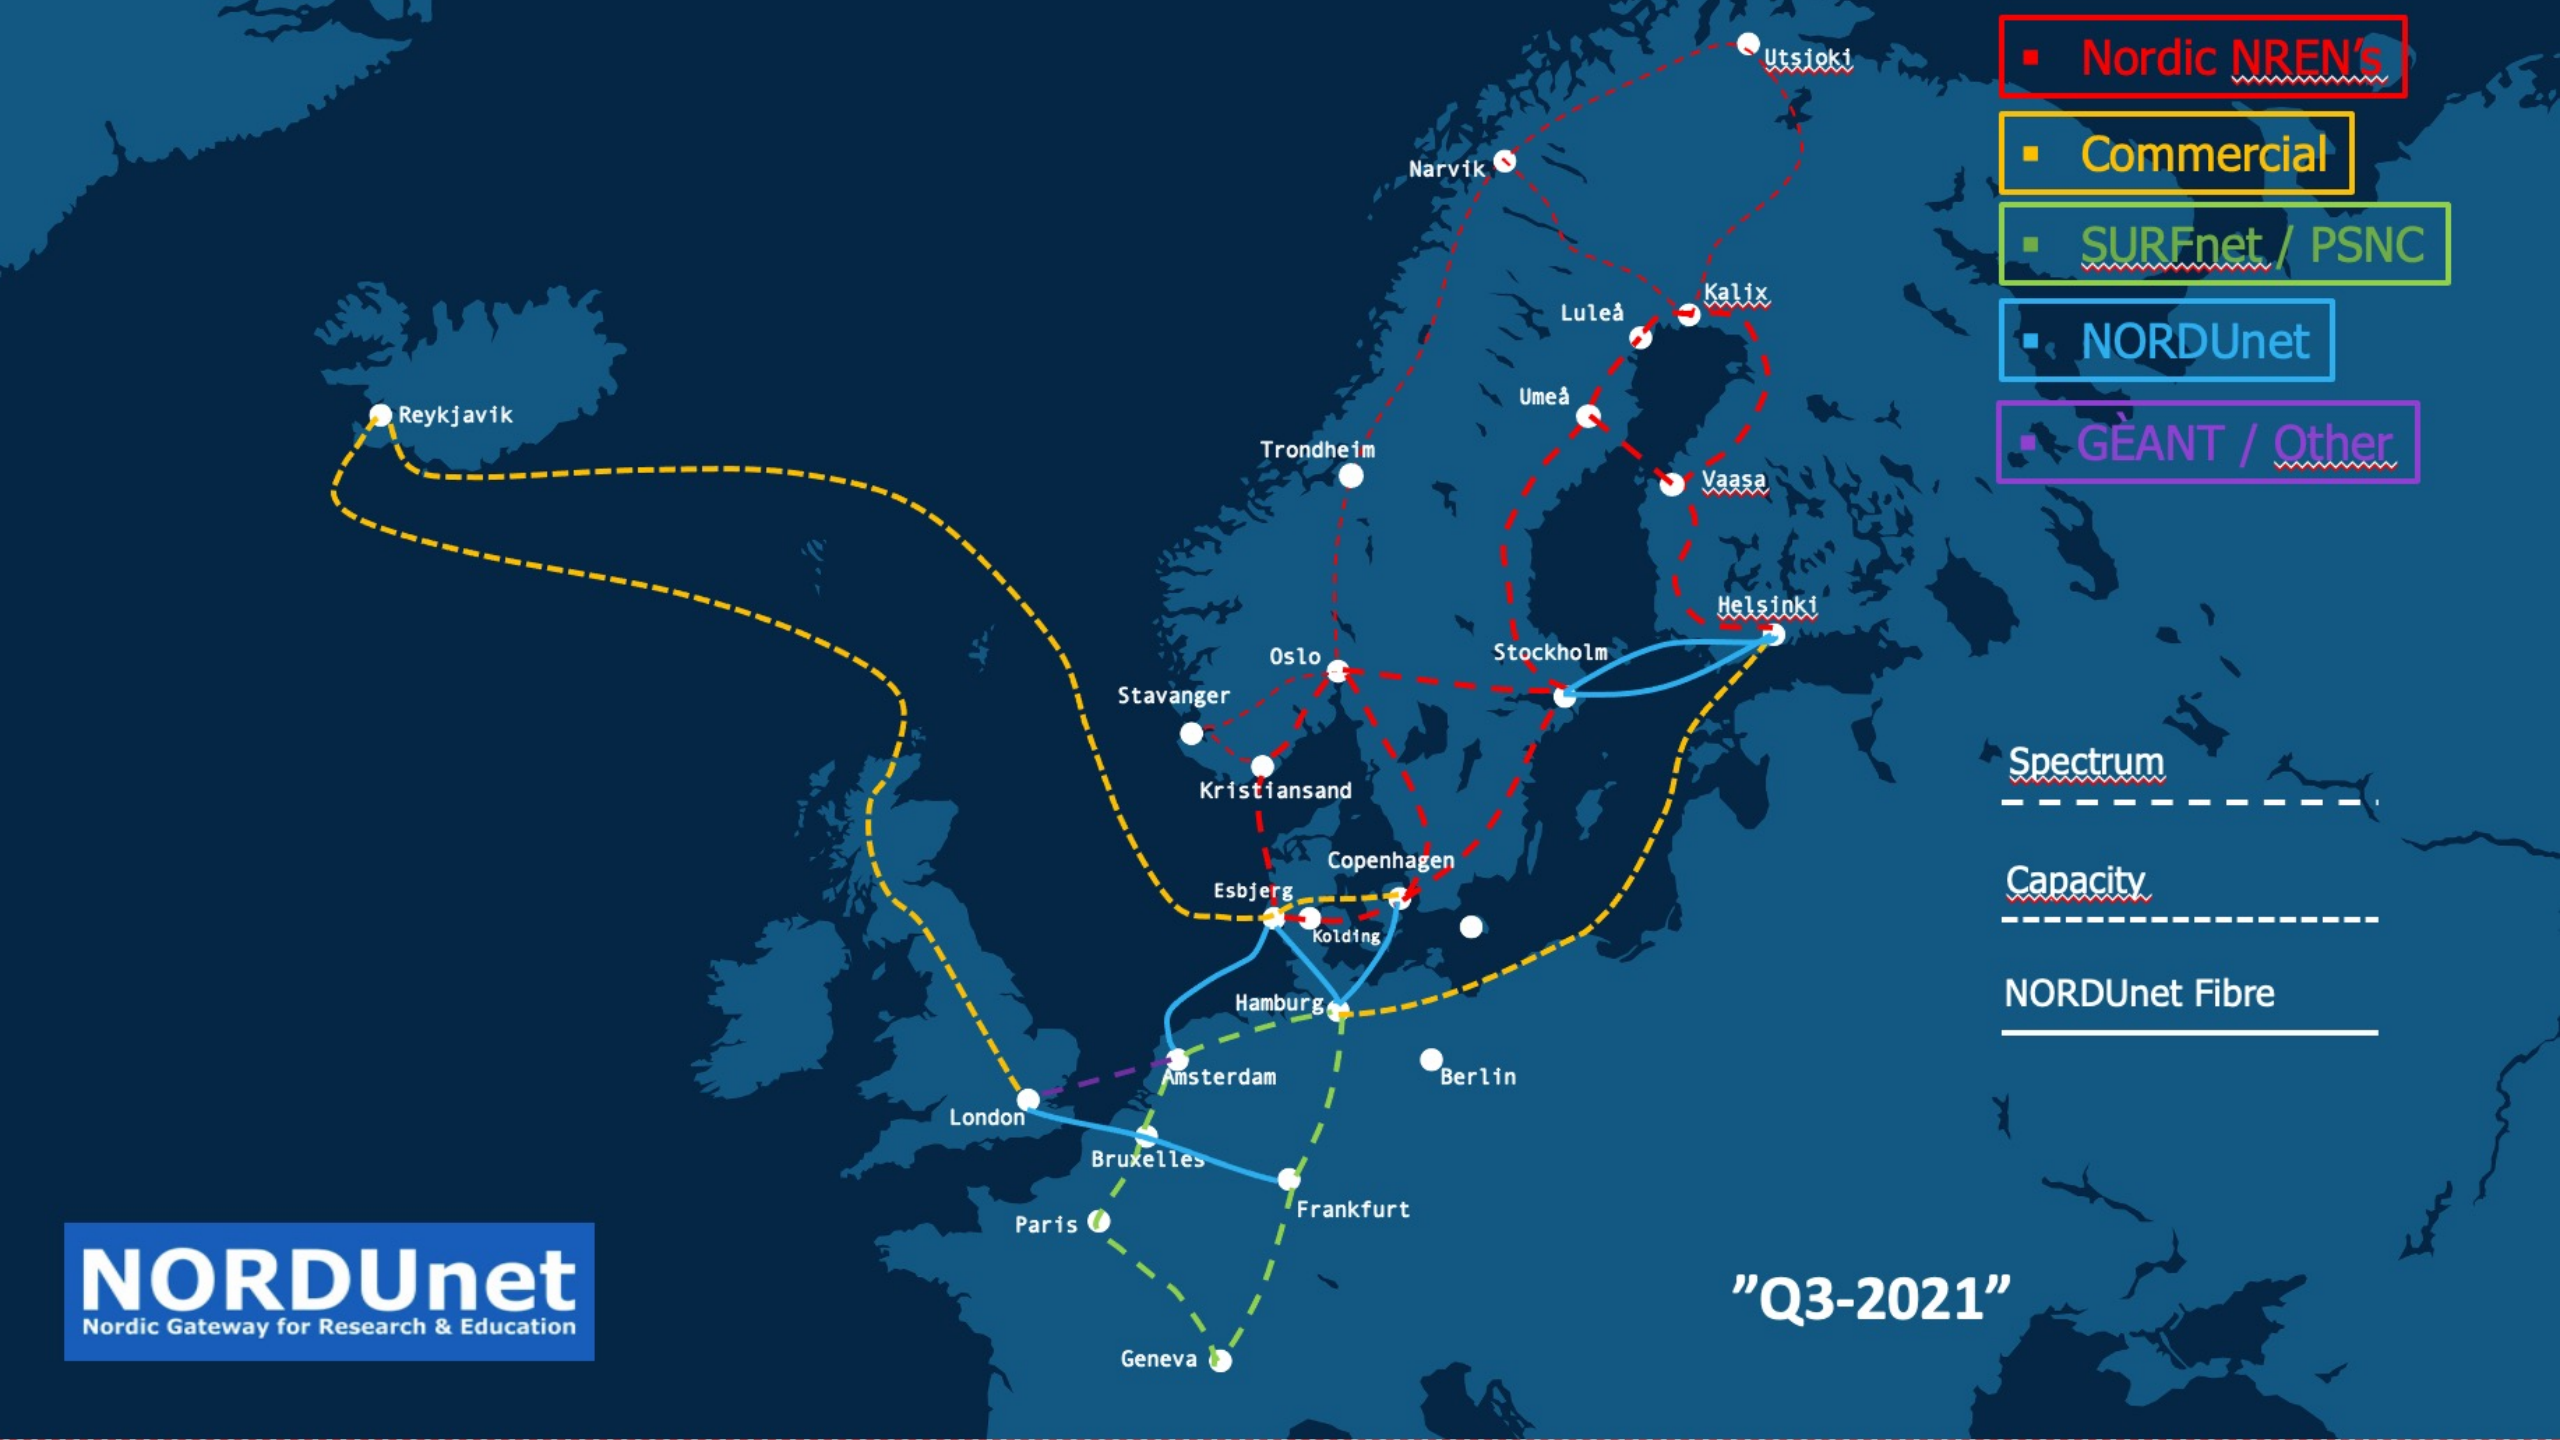 Utsjoki
Nordic NREN's
Commercial
Narvik
SURFnet / PSNC
Kalix
Luleå
NORDUnet
Umeå
Reykjavik
GÈANT / Other
Trondheim
Vaasa
Helsinki
Stockholm
Oslo
Stavanger
Spectrum
Kristiansand
Copenhagen
Capacity
Esbjerg
Kolding
NORDUnet Fibre
Hamburg
Amsterdam
Berlin
London
Bruxelles
Frankfurt
Paris
NORDUnet
Nordic Gateway for Research & Education
"Q3-2021"
Geneva